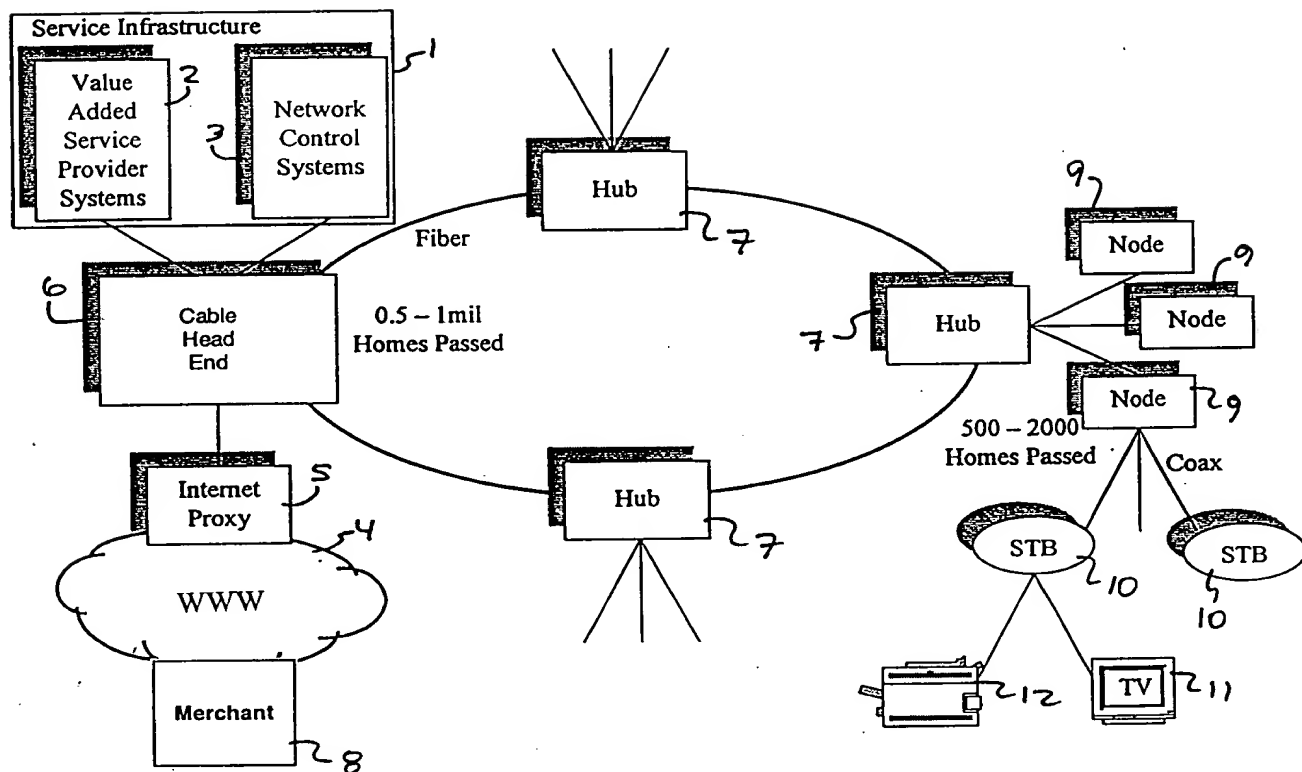 Service Infrastructure
1
Value
Added
Service
Provider
Systems
2
3
Network
Control
Systems
Hub
7
Fiber
9
Node
9
Node
6
Cable
Head
End
0.5 – 1mil
Homes Passed
7
Hub
Node
9
500 – 2000
Homes Passed
Coax
Internet
Proxy
5
4
Hub
7
STB
10
STB
10
WWW
12
TV
11
Merchant
8